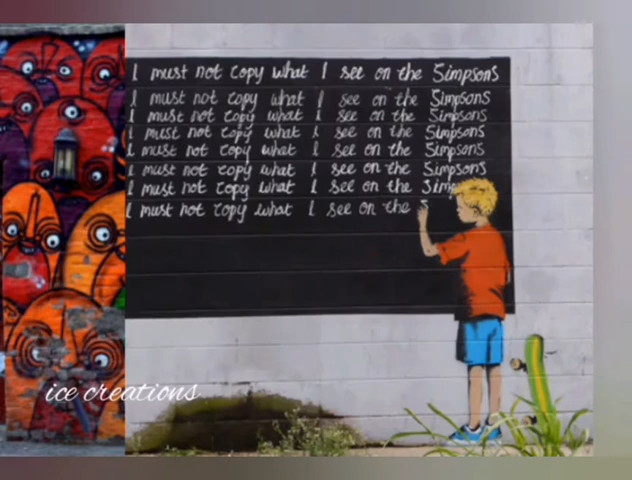 I must not copy what I see on the Simpsons
I must not copy what I see on the Simpsons
I must not copy what I see on the Simpsons
I must not copy what I see on the Simpsons
I must not copy what I see on the Simpsons
I must not copy what I see on the Simpsons
I must not copy what I see on the Simp
I must not copy what I see on the S
ice creations